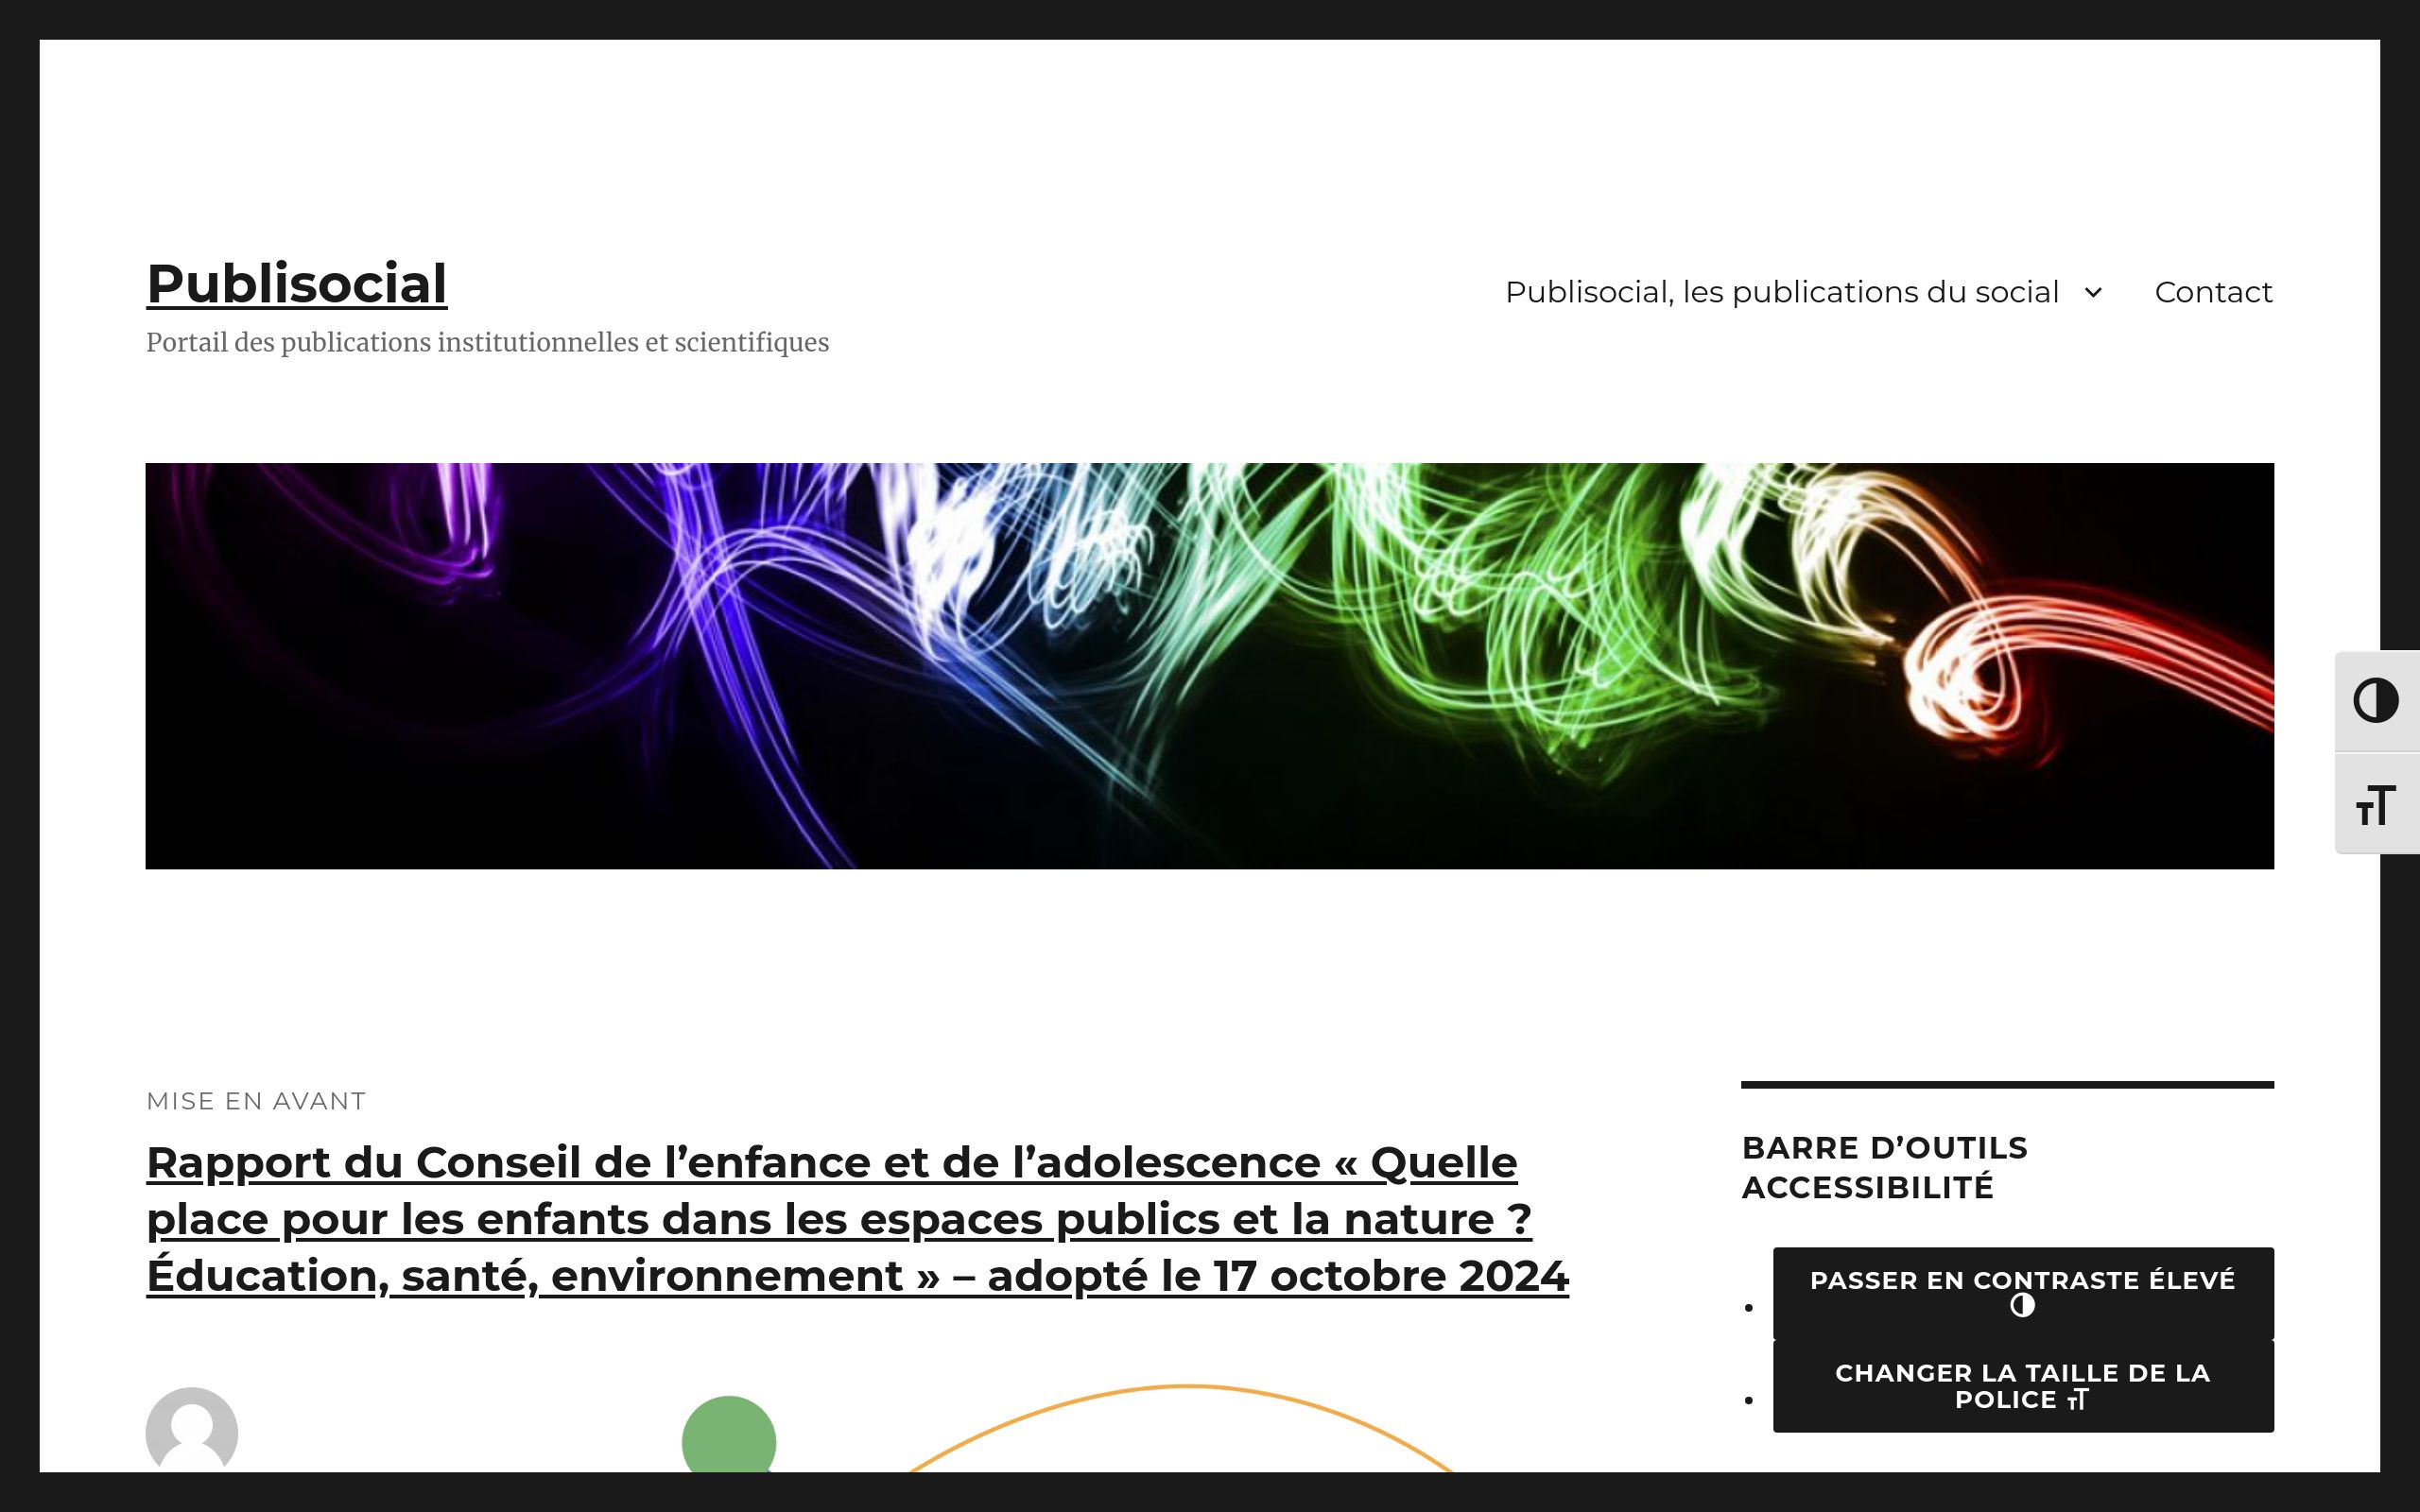 Publisocial
Portail des publications institutionnelles et scientifiques
Publisocial, les publications du social
Contact
MISE EN AVANT
Rapport du Conseil de l’enfance et de l’adolescence « Quelle
place pour les enfants dans les espaces publics et la nature ?
Éducation, santé, environnement » – adopté le 17 octobre 2024
BARRE D’OUTILS
ACCESSIBILITÉ
PASSER EN CONTRASTE ÉLEVÉ
CHANGER LA TAILLE DE LA
POLICE